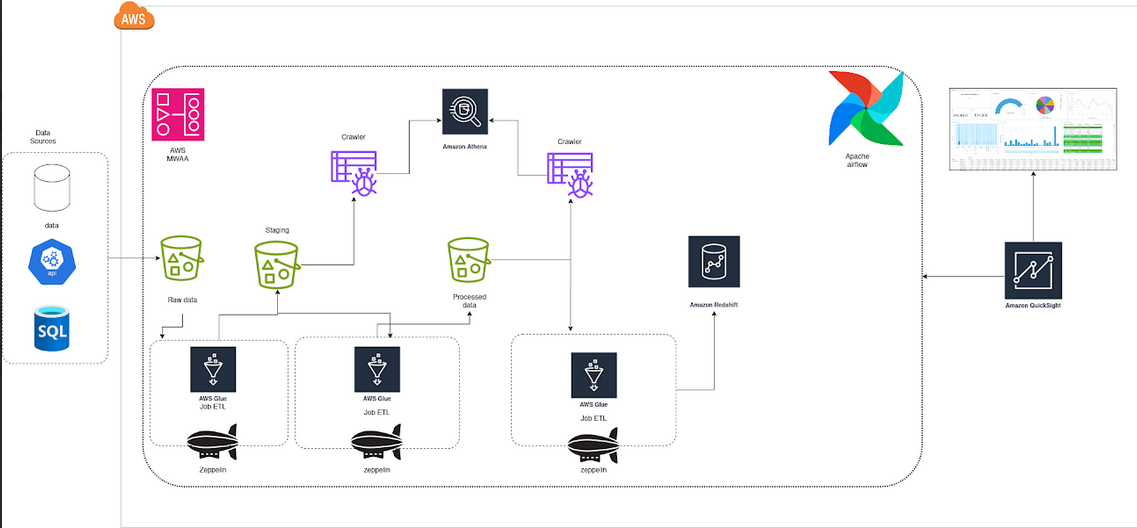 AWS
Data
Sources
data
api
SQL
AWS
MWAA
Crawler
Amazon Athena
Crawler
Apache
airflow
Raw data
Staging
Processed
data
Amazon Redshift
Amazon QuickSight
AWS Glue
Job ETL
Zeppelin
AWS Glue
Job ETL
zeppelin
AWS Glue
Job ETL
zeppelin